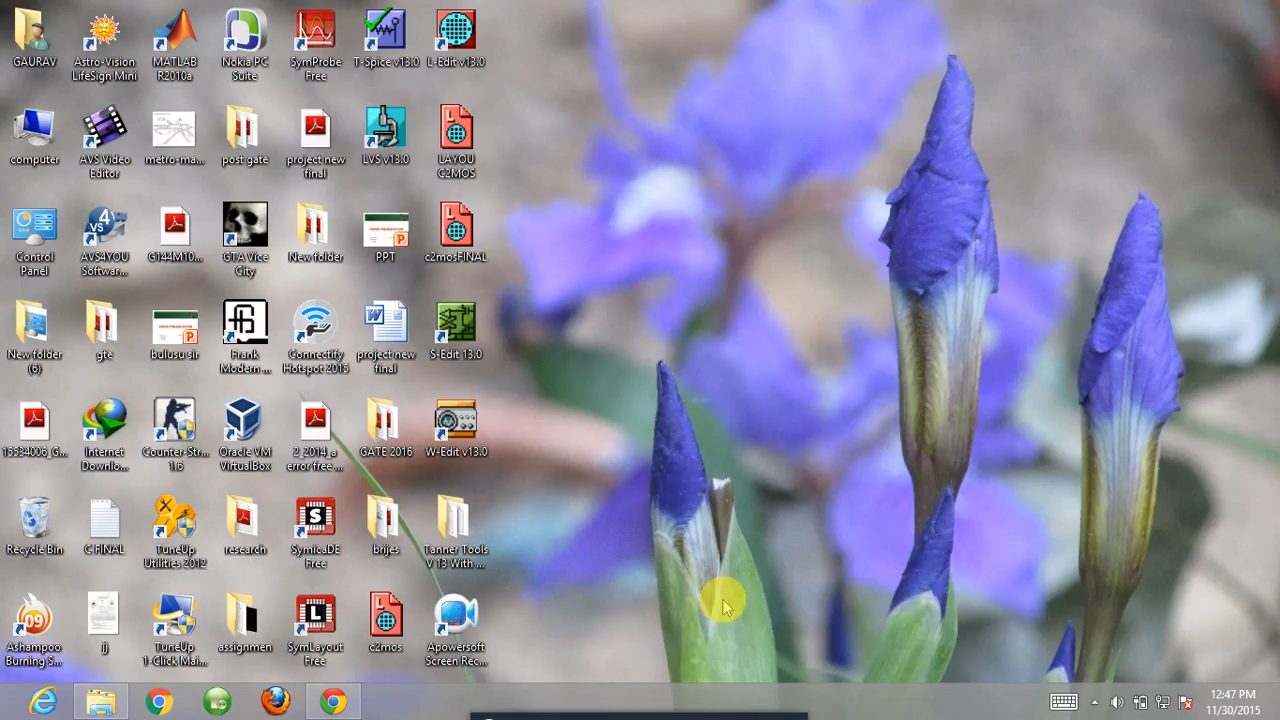 GAURAV
Astro-Vision
LifeSign Mini
MATLAB
R2010a
Nokia PC
Suite
SymProbe
Free
T-Spice v13.0
L-Edit v13.0
computer
AVS Video
Editor
metro-ma...
post gate
project new
final
LVS v13.0
LAYOU
C2MOS
Control
Panel
AVS4YOU
Softwar...
G144M10...
GTA Vice
City
New folder
PPT
c2mosFINAL
New folder
(6)
gte
bulusu sir
Frank
Modern ...
Connectify
Hotspot 2015
project new
final
S-Edit 13.0
15534006_G...
Internet
Downlo...
Counter-Str...
1.6
Oracle VM
VirtualBox
2_2014_a
error free ...
GATE 2016
W-Edit v13.0
Recycle Bin
C FINAL
TuneUp
Utilities 2012
research
SymicaDE
Free
brijes
Tanner Tools
V 13 With ...
Ashampoo
Burning S...
jj
TuneUp
1-Click Mai...
assignmen
SymLayout
Free
c2mos
Apowersoft
Screen Rec...
12:47 PM
11/30/2015